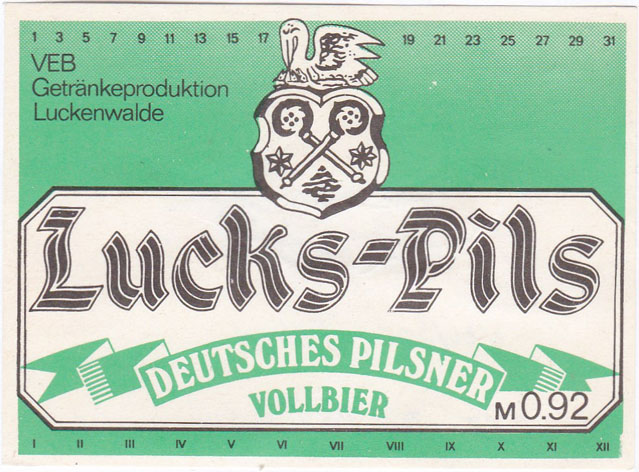 1 3 5 7 9 11 13 15 17 19 21 23 25 27 29 31
VEB
Getränkeproduktion
Luckenwalde
Lucks-Pils
DEUTSCHES PILSNER
VOLLBIER
M 0.92
I II III IV V VI VII VIII IX X XI XII